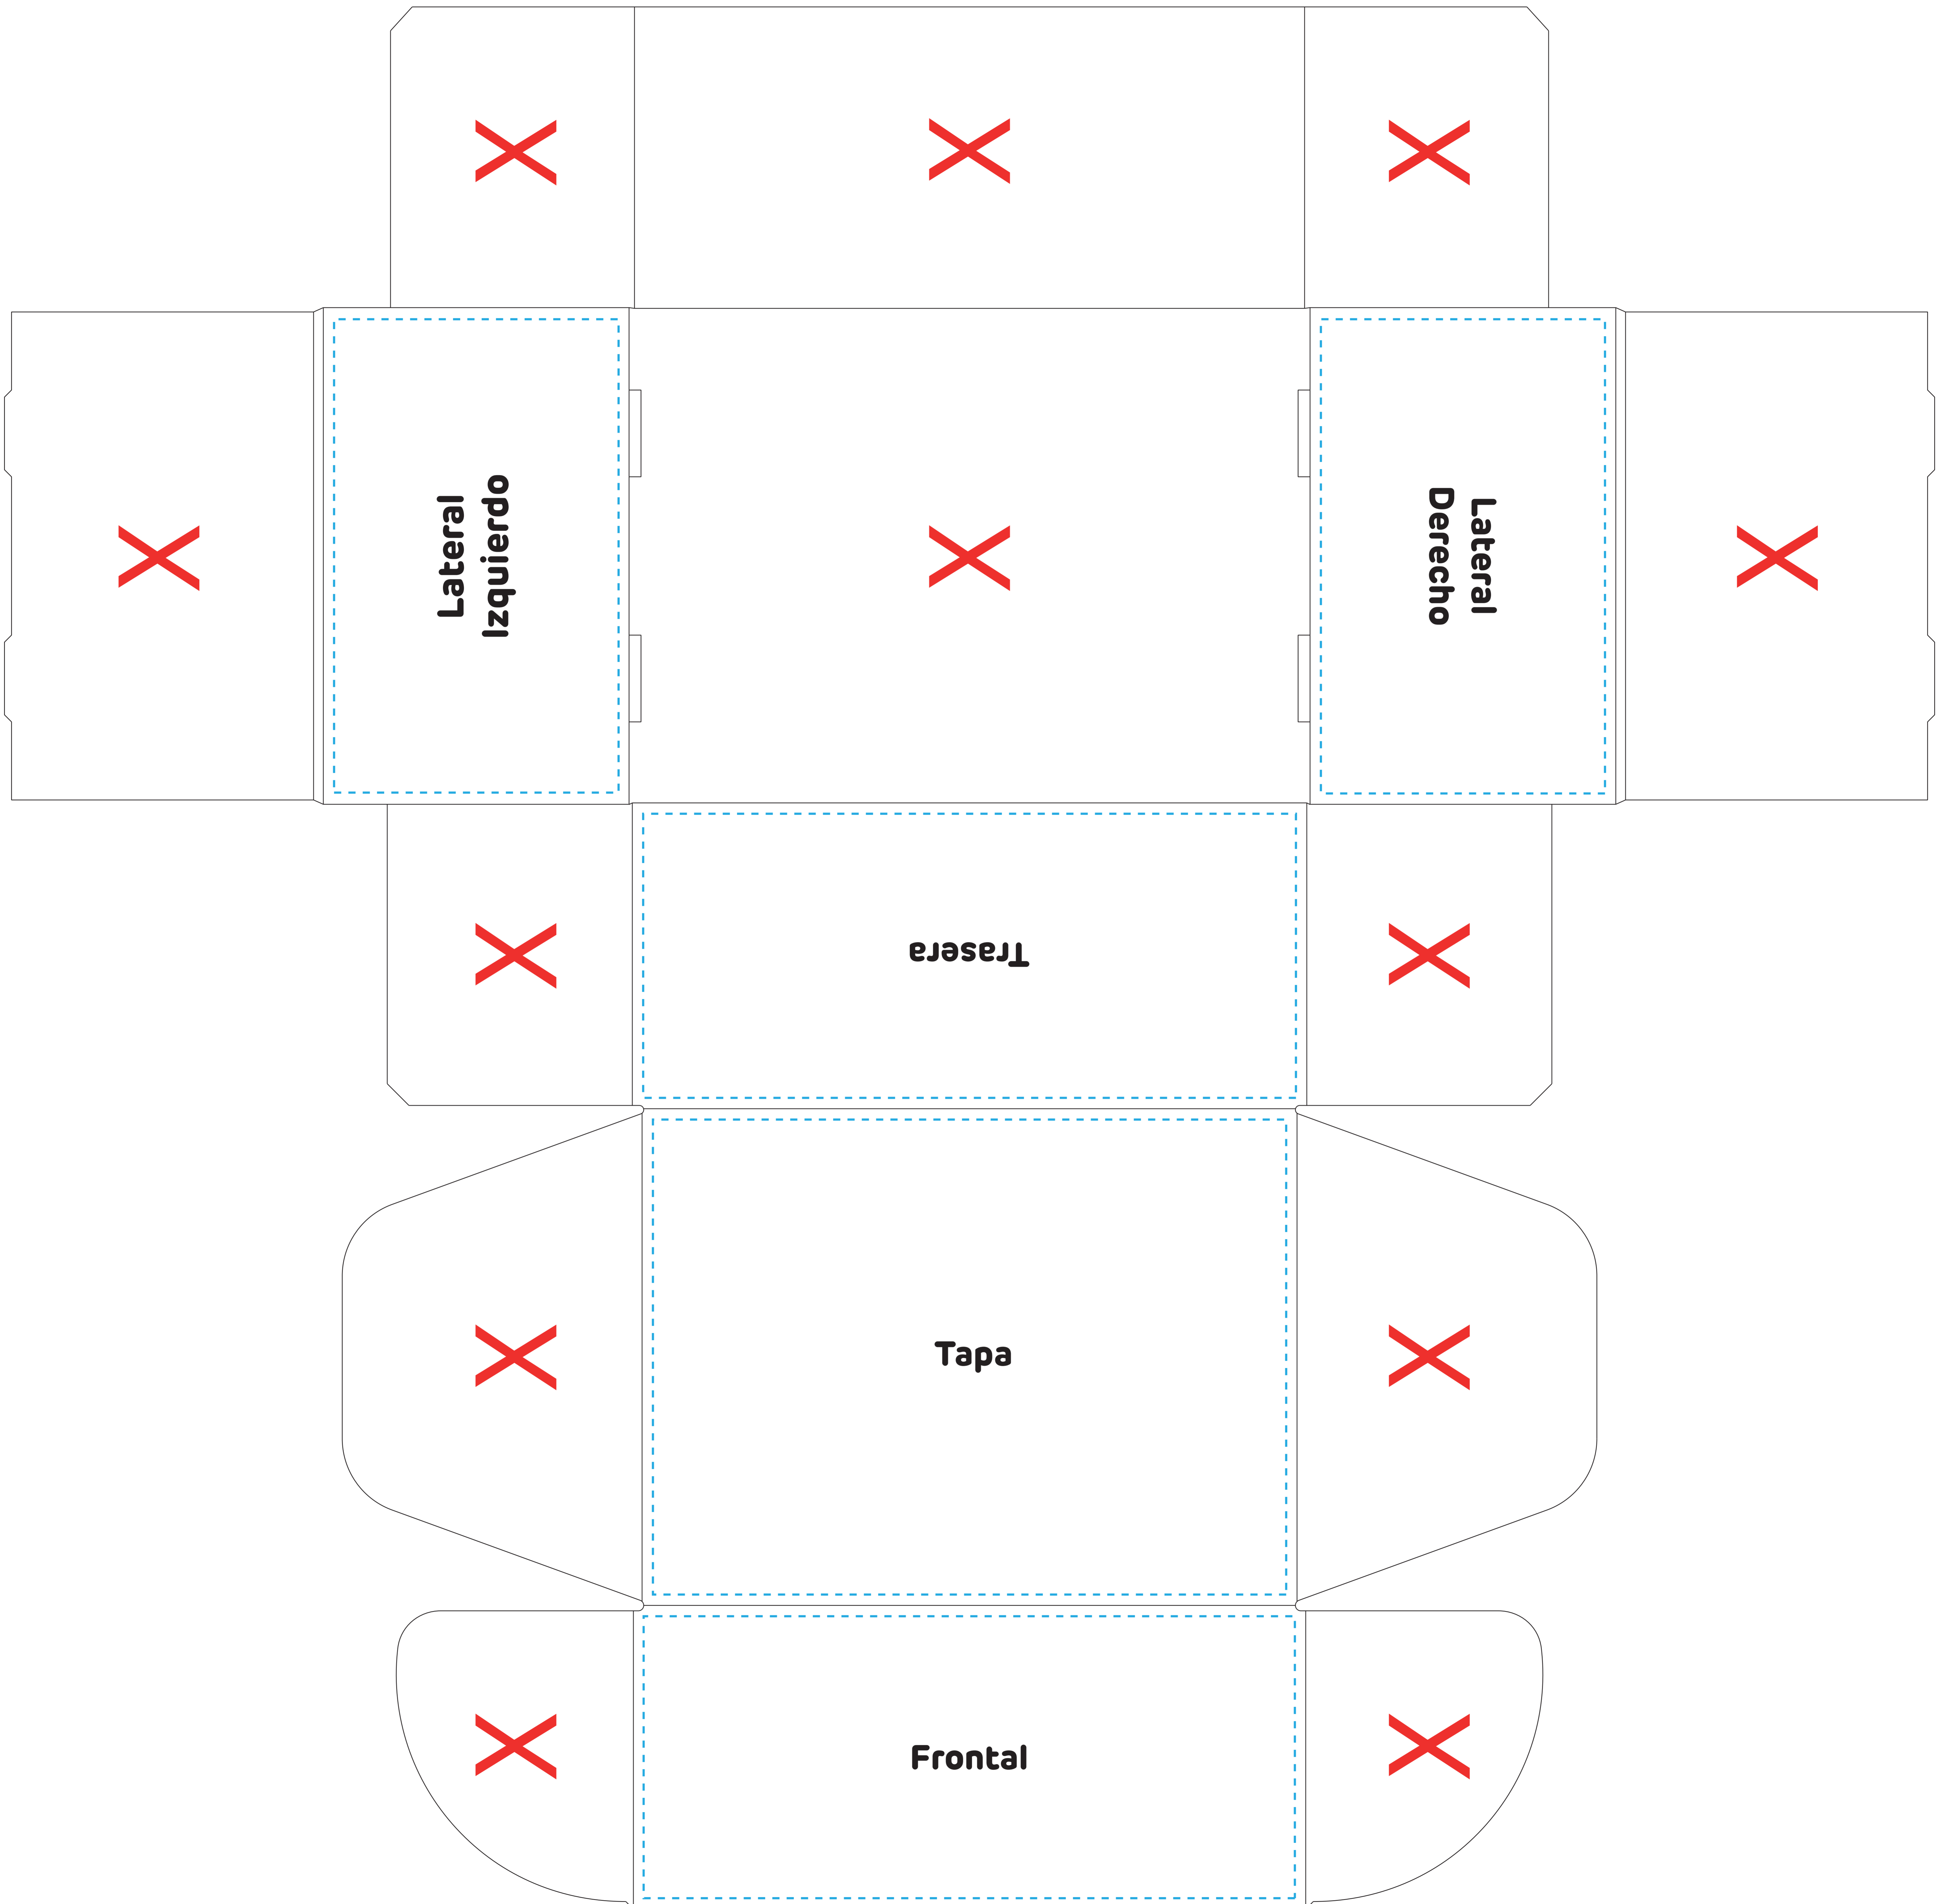 Lateral
Izquierdo
Lateral
Derecho
Trasera
Tapa
Frontal